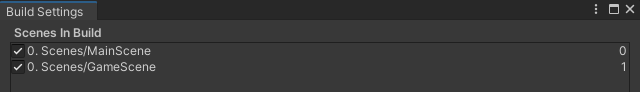 Build Settings
Scenes In Build
0. Scenes/MainScene 0
0. Scenes/GameScene 1